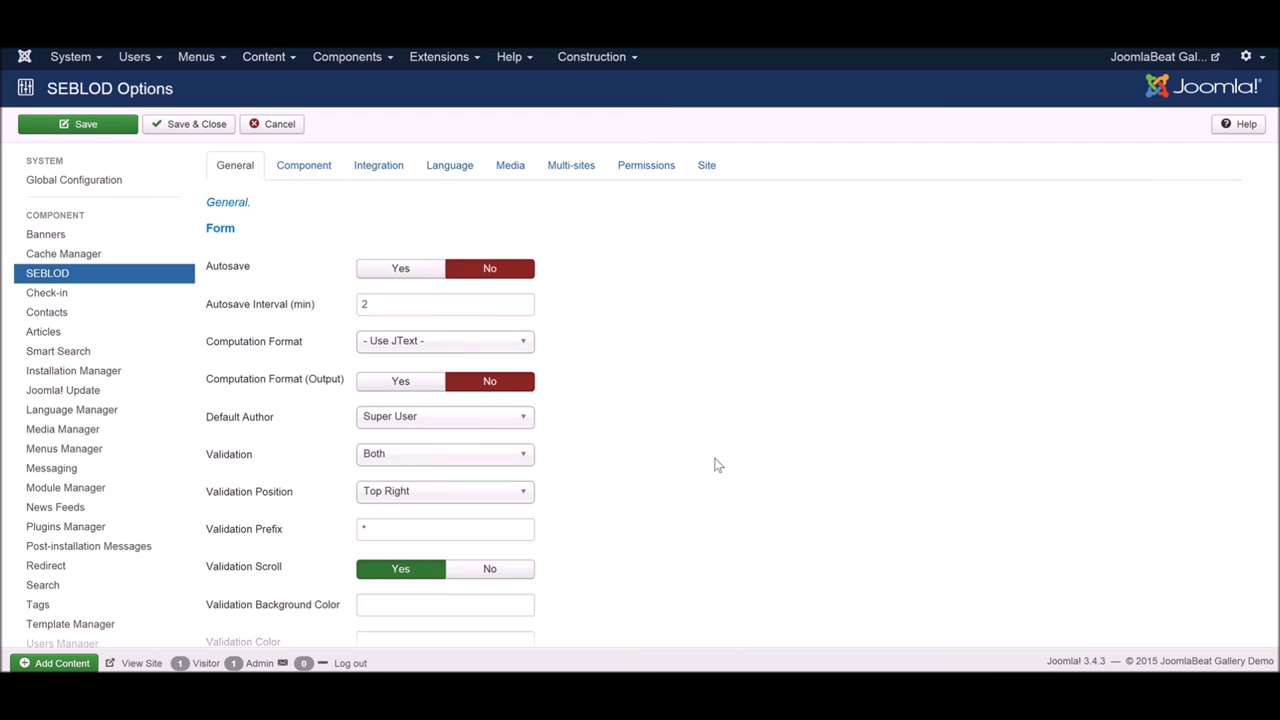 System Users Menus Content Components Extensions Help Construction JoomlaBeat Gal...
SEBLOD Options Joomla!®
Save Save & Close Cancel Help
SYSTEM
Global Configuration
COMPONENT
Banners
Cache Manager
SEBLOD
Check-in
Contacts
Articles
Smart Search
Installation Manager
Joomla! Update
Language Manager
Media Manager
Menus Manager
Messaging
Module Manager
News Feeds
Plugins Manager
Post-installation Messages
Redirect
Search
Tags
Template Manager
Users Manager
General Component Integration Language Media Multi-sites Permissions Site
General.
Form
Autosave Yes No
Autosave Interval (min) 2
Computation Format - Use JText -
Computation Format (Output) Yes No
Default Author Super User
Validation Both
Validation Position Top Right
Validation Prefix *
Validation Scroll Yes No
Validation Background Color
Validation Color
Add Content View Site 1 Visitor 1 Admin 0 Log out Joomla! 3.4.3 — © 2015 JoomlaBeat Gallery Demo